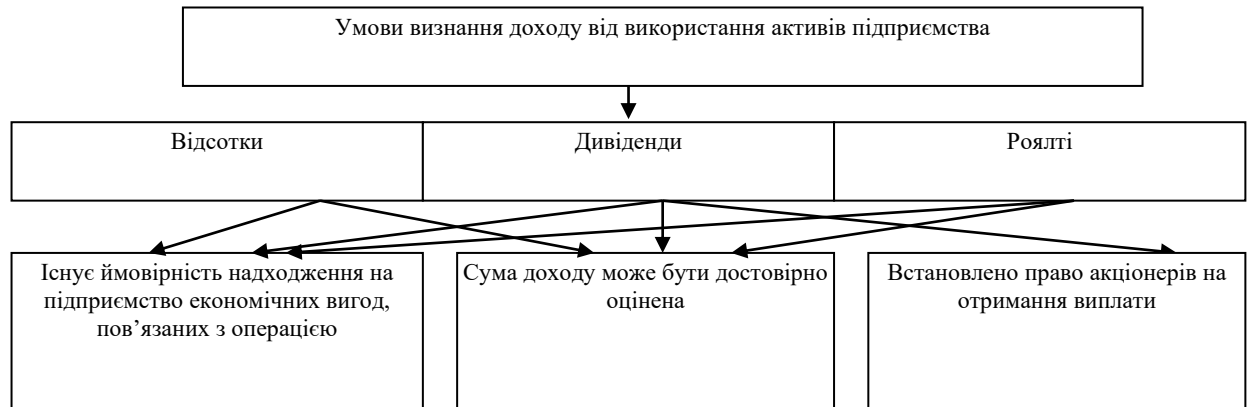 Умови визнання доходу від використання активів підприємства
Відсотки
Дивіденди
Роялті
Існує ймовірність надходження на
підприємство економічних вигод,
пов’язаних з операцією
Сума доходу може бути достовірно
оцінена
Встановлено право акціонерів на
отримання виплати